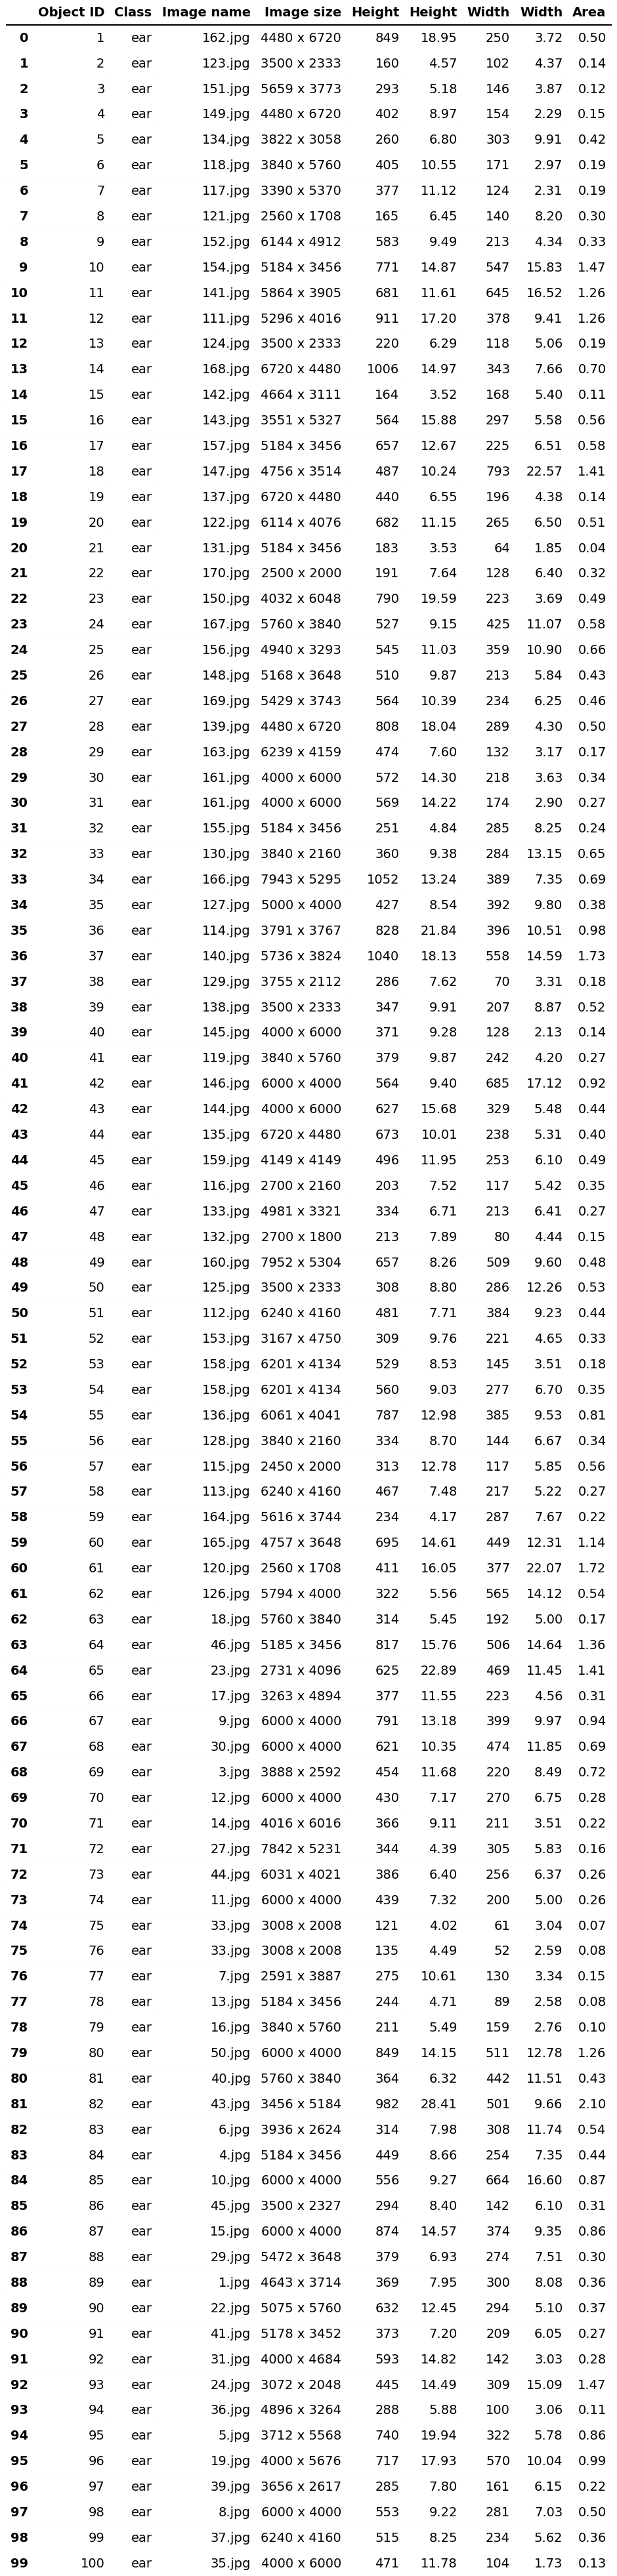 Object ID Class Image name Image size Height Height Width Width Area
0 1 ear 162.jpg 4480 x 6720 849 18.95 250 3.72 0.50
1 2 ear 123.jpg 3500 x 2333 160 4.57 102 4.37 0.14
2 3 ear 151.jpg 5659 x 3773 293 5.18 146 3.87 0.12
3 4 ear 149.jpg 4480 x 6720 402 8.97 154 2.29 0.15
4 5 ear 134.jpg 3822 x 3058 260 6.80 303 9.91 0.42
5 6 ear 118.jpg 3840 x 5760 405 10.55 171 2.97 0.19
6 7 ear 117.jpg 3390 x 5370 377 11.12 124 2.31 0.19
7 8 ear 121.jpg 2560 x 1708 165 6.45 140 8.20 0.30
8 9 ear 152.jpg 6144 x 4912 583 9.49 213 4.34 0.33
9 10 ear 154.jpg 5184 x 3456 771 14.87 547 15.83 1.47
10 11 ear 141.jpg 5864 x 3905 681 11.61 645 16.52 1.26
11 12 ear 111.jpg 5296 x 4016 911 17.20 378 9.41 1.26
12 13 ear 124.jpg 3500 x 2333 220 6.29 118 5.06 0.19
13 14 ear 168.jpg 6720 x 4480 1006 14.97 343 7.66 0.70
14 15 ear 142.jpg 4664 x 3111 164 3.52 168 5.40 0.11
15 16 ear 143.jpg 3551 x 5327 564 15.88 297 5.58 0.56
16 17 ear 157.jpg 5184 x 3456 657 12.67 225 6.51 0.58
17 18 ear 147.jpg 4756 x 3514 487 10.24 793 22.57 1.41
18 19 ear 137.jpg 6720 x 4480 440 6.55 196 4.38 0.14
19 20 ear 122.jpg 6114 x 4076 682 11.15 265 6.50 0.51
20 21 ear 131.jpg 5184 x 3456 183 3.53 64 1.85 0.04
21 22 ear 170.jpg 2500 x 2000 191 7.64 128 6.40 0.32
22 23 ear 150.jpg 4032 x 6048 790 19.59 223 3.69 0.49
23 24 ear 167.jpg 5760 x 3840 527 9.15 425 11.07 0.58
24 25 ear 156.jpg 4940 x 3293 545 11.03 359 10.90 0.66
25 26 ear 148.jpg 5168 x 3648 510 9.87 213 5.84 0.43
26 27 ear 169.jpg 5429 x 3743 564 10.39 234 6.25 0.46
27 28 ear 139.jpg 4480 x 6720 808 18.04 289 4.30 0.50
28 29 ear 163.jpg 6239 x 4159 474 7.60 132 3.17 0.17
29 30 ear 161.jpg 4000 x 6000 572 14.30 218 3.63 0.34
30 31 ear 161.jpg 4000 x 6000 569 14.22 174 2.90 0.27
31 32 ear 155.jpg 5184 x 3456 251 4.84 285 8.25 0.24
32 33 ear 130.jpg 3840 x 2160 360 9.38 284 13.15 0.65
33 34 ear 166.jpg 7943 x 5295 1052 13.24 389 7.35 0.69
34 35 ear 127.jpg 5000 x 4000 427 8.54 392 9.80 0.38
35 36 ear 114.jpg 3791 x 3767 828 21.84 396 10.51 0.98
36 37 ear 140.jpg 5736 x 3824 1040 18.13 558 14.59 1.73
37 38 ear 129.jpg 3755 x 2112 286 7.62 70 3.31 0.18
38 39 ear 138.jpg 3500 x 2333 347 9.91 207 8.87 0.52
39 40 ear 145.jpg 4000 x 6000 371 9.28 128 2.13 0.14
40 41 ear 119.jpg 3840 x 5760 379 9.87 242 4.20 0.27
41 42 ear 146.jpg 6000 x 4000 564 9.40 685 17.12 0.92
42 43 ear 144.jpg 4000 x 6000 627 15.68 329 5.48 0.44
43 44 ear 135.jpg 6720 x 4480 673 10.01 238 5.31 0.40
44 45 ear 159.jpg 4149 x 4149 496 11.95 253 6.10 0.49
45 46 ear 116.jpg 2700 x 2160 203 7.52 117 5.42 0.35
46 47 ear 133.jpg 4981 x 3321 334 6.71 213 6.41 0.27
47 48 ear 132.jpg 2700 x 1800 213 7.89 80 4.44 0.15
48 49 ear 160.jpg 7952 x 5304 657 8.26 509 9.60 0.48
49 50 ear 125.jpg 3500 x 2333 308 8.80 286 12.26 0.53
50 51 ear 112.jpg 6240 x 4160 481 7.71 384 9.23 0.44
51 52 ear 153.jpg 3167 x 4750 309 9.76 221 4.65 0.33
52 53 ear 158.jpg 6201 x 4134 529 8.53 145 3.51 0.18
53 54 ear 158.jpg 6201 x 4134 560 9.03 277 6.70 0.35
54 55 ear 136.jpg 6061 x 4041 787 12.98 385 9.53 0.81
55 56 ear 128.jpg 3840 x 2160 334 8.70 144 6.67 0.34
56 57 ear 115.jpg 2450 x 2000 313 12.78 117 5.85 0.56
57 58 ear 113.jpg 6240 x 4160 467 7.48 217 5.22 0.27
58 59 ear 164.jpg 5616 x 3744 234 4.17 287 7.67 0.22
59 60 ear 165.jpg 4757 x 3648 695 14.61 449 12.31 1.14
60 61 ear 120.jpg 2560 x 1708 411 16.05 377 22.07 1.72
61 62 ear 126.jpg 5794 x 4000 322 5.56 565 14.12 0.54
62 63 ear 18.jpg 5760 x 3840 314 5.45 192 5.00 0.17
63 64 ear 46.jpg 5185 x 3456 817 15.76 506 14.64 1.36
64 65 ear 23.jpg 2731 x 4096 625 22.89 469 11.45 1.41
65 66 ear 17.jpg 3263 x 4894 377 11.55 223 4.56 0.31
66 67 ear 9.jpg 6000 x 4000 791 13.18 399 9.97 0.94
67 68 ear 30.jpg 6000 x 4000 621 10.35 474 11.85 0.69
68 69 ear 3.jpg 3888 x 2592 454 11.68 220 8.49 0.72
69 70 ear 12.jpg 6000 x 4000 430 7.17 270 6.75 0.28
70 71 ear 14.jpg 4016 x 6016 366 9.11 211 3.51 0.22
71 72 ear 27.jpg 7842 x 5231 344 4.39 305 5.83 0.16
72 73 ear 44.jpg 6031 x 4021 386 6.40 256 6.37 0.26
73 74 ear 11.jpg 6000 x 4000 439 7.32 200 5.00 0.26
74 75 ear 33.jpg 3008 x 2008 121 4.02 61 3.04 0.07
75 76 ear 33.jpg 3008 x 2008 135 4.49 52 2.59 0.08
76 77 ear 7.jpg 2591 x 3887 275 10.61 130 3.34 0.15
77 78 ear 13.jpg 5184 x 3456 244 4.71 89 2.58 0.08
78 79 ear 16.jpg 3840 x 5760 211 5.49 159 2.76 0.10
79 80 ear 50.jpg 6000 x 4000 849 14.15 511 12.78 1.26
80 81 ear 40.jpg 5760 x 3840 364 6.32 442 11.51 0.43
81 82 ear 43.jpg 3456 x 5184 982 28.41 501 9.66 2.10
82 83 ear 6.jpg 3936 x 2624 314 7.98 308 11.74 0.54
83 84 ear 4.jpg 5184 x 3456 449 8.66 254 7.35 0.44
84 85 ear 10.jpg 6000 x 4000 556 9.27 664 16.60 0.87
85 86 ear 45.jpg 3500 x 2327 294 8.40 142 6.10 0.31
86 87 ear 15.jpg 6000 x 4000 874 14.57 374 9.35 0.86
87 88 ear 29.jpg 5472 x 3648 379 6.93 274 7.51 0.30
88 89 ear 1.jpg 4643 x 3714 369 7.95 300 8.08 0.36
89 90 ear 22.jpg 5075 x 5760 632 12.45 294 5.10 0.37
90 91 ear 41.jpg 5178 x 3452 373 7.20 209 6.05 0.27
91 92 ear 31.jpg 4000 x 4684 593 14.82 142 3.03 0.28
92 93 ear 24.jpg 3072 x 2048 445 14.49 309 15.09 1.47
93 94 ear 36.jpg 4896 x 3264 288 5.88 100 3.06 0.11
94 95 ear 5.jpg 3712 x 5568 740 19.94 322 5.78 0.86
95 96 ear 19.jpg 4000 x 5676 717 17.93 570 10.04 0.99
96 97 ear 39.jpg 3656 x 2617 285 7.80 161 6.15 0.22
97 98 ear 8.jpg 6000 x 4000 553 9.22 281 7.03 0.50
98 99 ear 37.jpg 6240 x 4160 515 8.25 234 5.62 0.36
99 100 ear 35.jpg 4000 x 6000 471 11.78 104 1.73 0.13